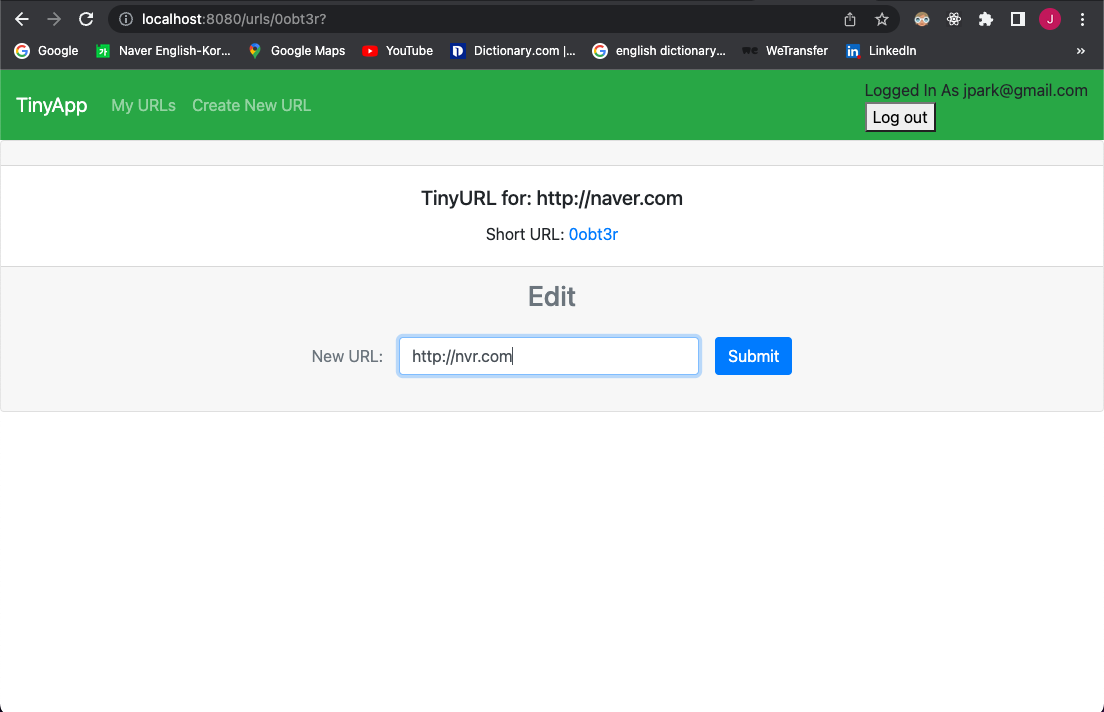 localhost:8080/urls/0obt3r?
J
Google Naver English-Kor... Google Maps YouTube Dictionary.com |... english dictionary... we WeTransfer in LinkedIn »
TinyApp My URLs Create New URL Logged In As jpark@gmail.com
Log out
TinyURL for: http://naver.com
Short URL: 0obt3r
Edit
New URL: http://nvr.com Submit